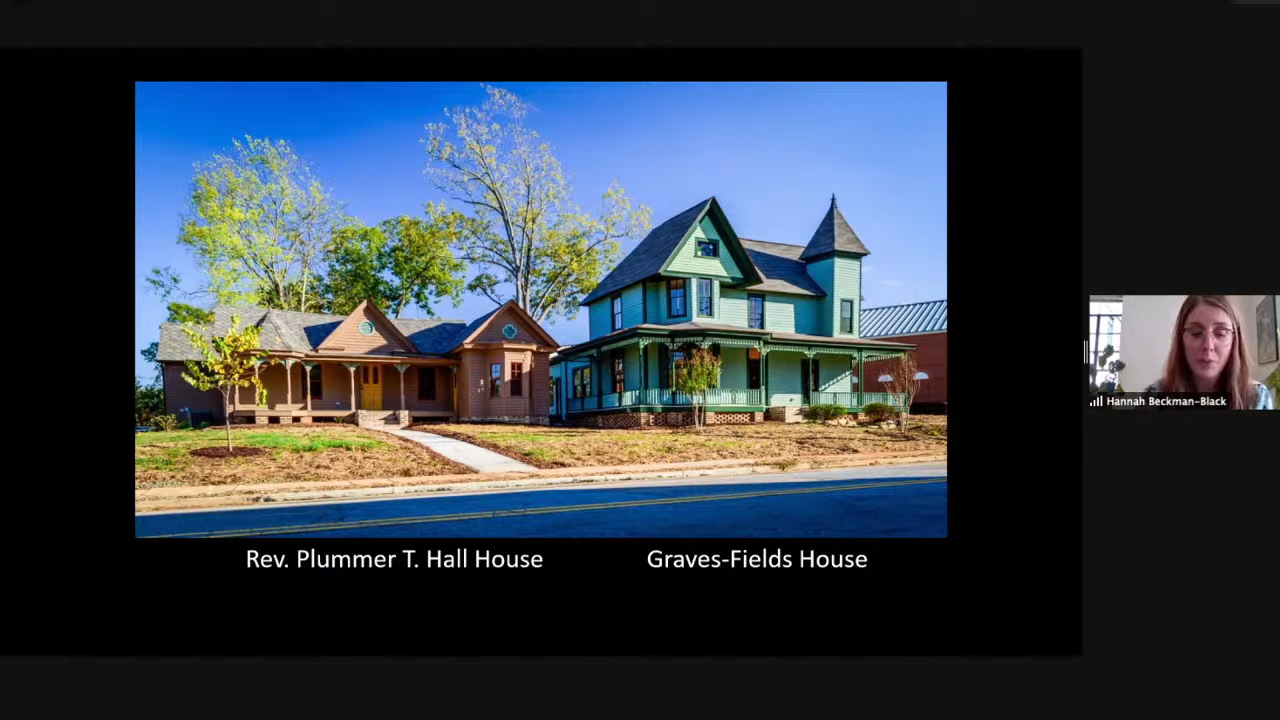 Rev. Plummer T. Hall House
Graves-Fields House
Hannah Beckman-Black